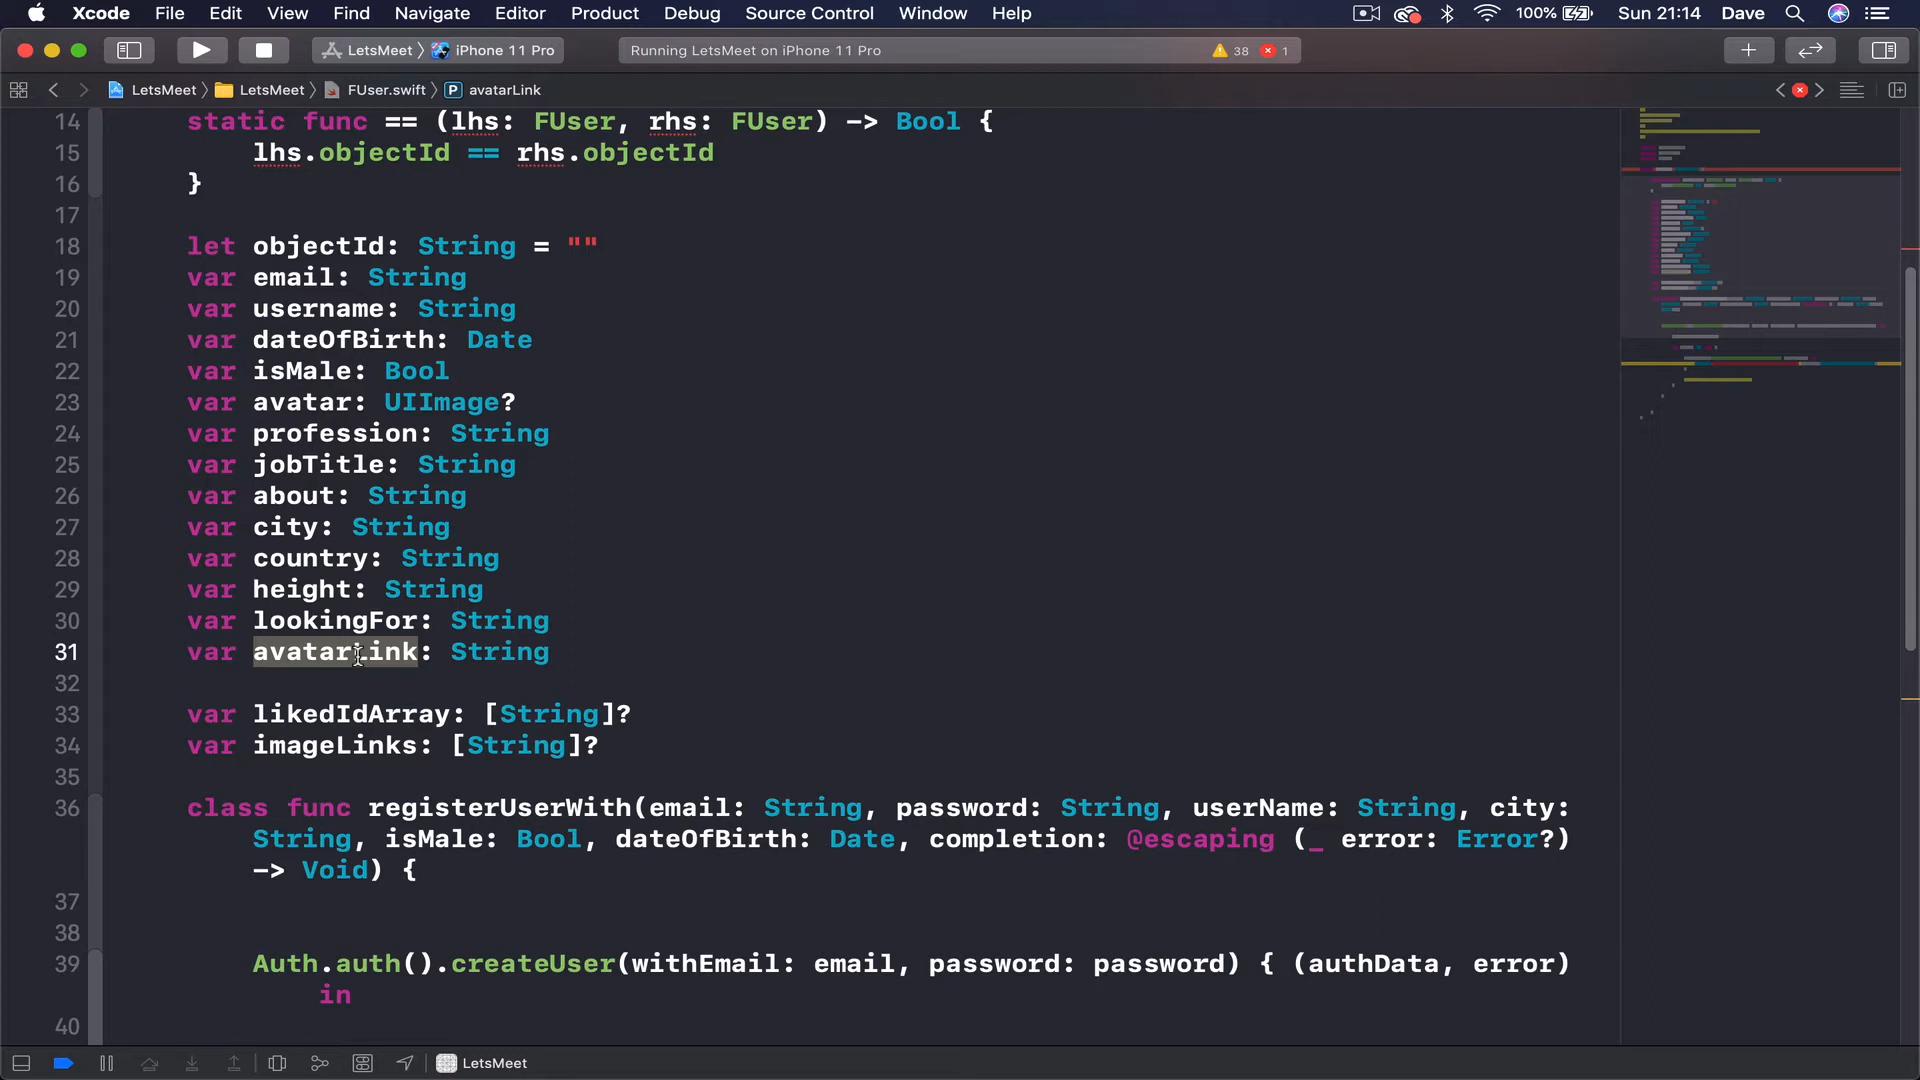 Xcode File Edit View Find Navigate Editor Product Debug Source Control Window Help 100% Sun 21:14 Dave
LetsMeet 〉 iPhone 11 Pro Running LetsMeet on iPhone 11 Pro 38 1
LetsMeet 〉 LetsMeet 〉 FUser.swift 〉 P avatarLink
14 static func == (lhs: FUser, rhs: FUser) -> Bool {
15 lhs.objectId == rhs.objectId
16 }
17
18 let objectId: String = ""
19 var email: String
20 var username: String
21 var dateOfBirth: Date
22 var isMale: Bool
23 var avatar: UIImage?
24 var profession: String
25 var jobTitle: String
26 var about: String
27 var city: String
28 var country: String
29 var height: String
30 var lookingFor: String
31 var avatarLink: String
32
33 var likedIdArray: [String]?
34 var imageLinks: [String]?
35
36 class func registerUserWith(email: String, password: String, userName: String, city:
String, isMale: Bool, dateOfBirth: Date, completion: @escaping (_ error: Error?)
-> Void) {
37
38
39 Auth.auth().createUser(withEmail: email, password: password) { (authData, error)
in
40
LetsMeet